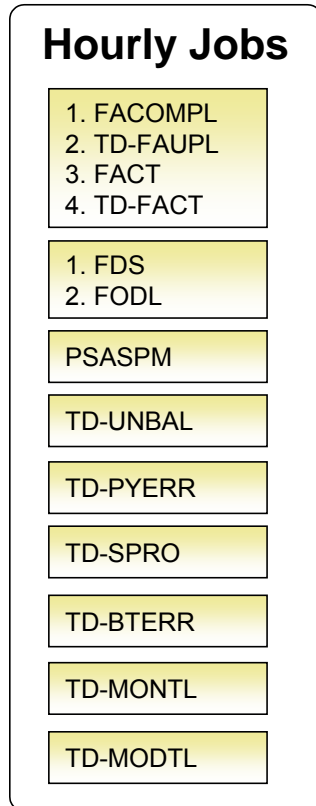 Hourly Jobs
1. FACOMPL
2. TD-FAUPL
3. FACT
4. TD-FACT
1. FDS
2. FODL
PSASPM
TD-UNBAL
TD-PYERR
TD-SPRO
TD-BTERR
TD-MONTL
TD-MODTL